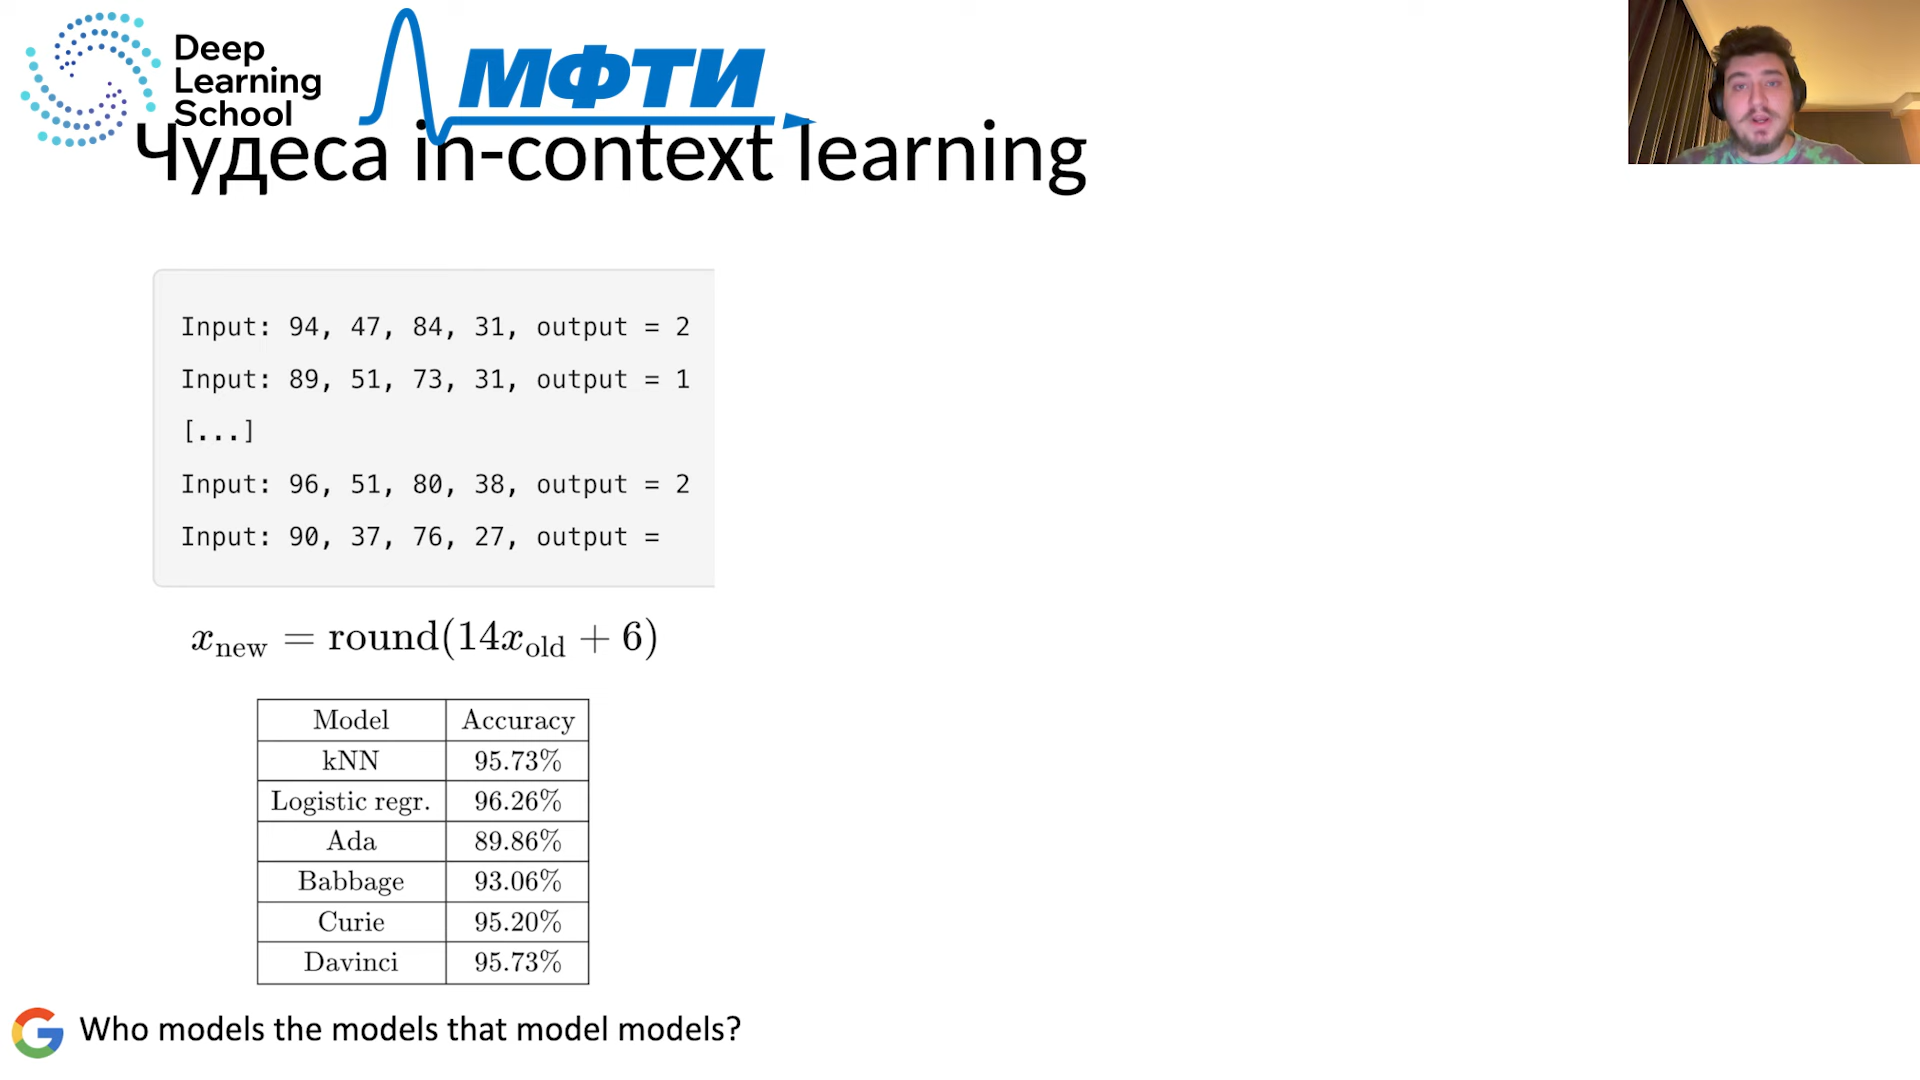 Deep
Learning
School
МФТИ
Чудеса in-context learning
Input: 94, 47, 84, 31, output = 2
Input: 89, 51, 73, 31, output = 1
[...]
Input: 96, 51, 80, 38, output = 2
Input: 90, 37, 76, 27, output =
x_new = round(14x_old + 6)
Model Accuracy
kNN 95.73%
Logistic regr. 96.26%
Ada 89.86%
Babbage 93.06%
Curie 95.20%
Davinci 95.73%
G Who models the models that model models?